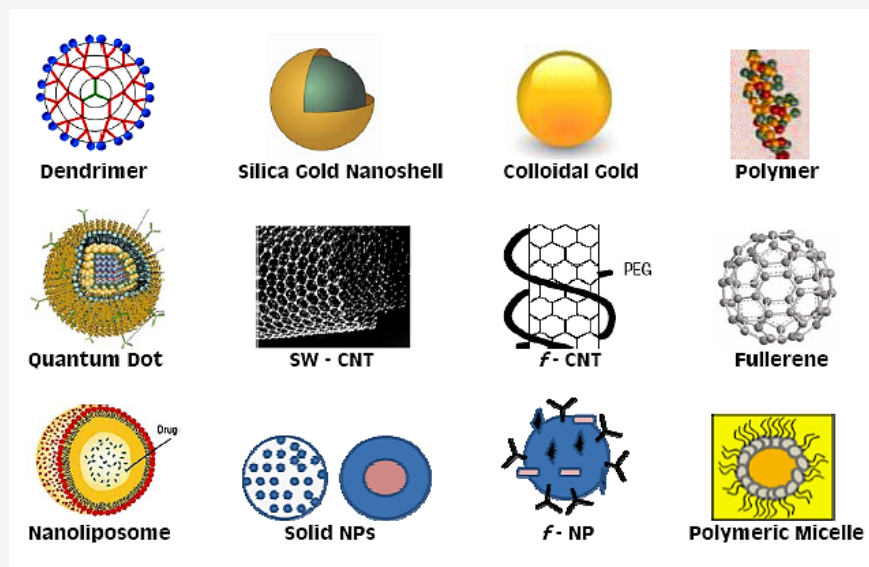 Dendrimer
Silica Gold Nanoshell
Colloidal Gold
Polymer
PEG
Quantum Dot
SW - CNT
f - CNT
Fullerene
Drug
Nanoliposome
Solid NPs
f - NP
Polymeric Micelle